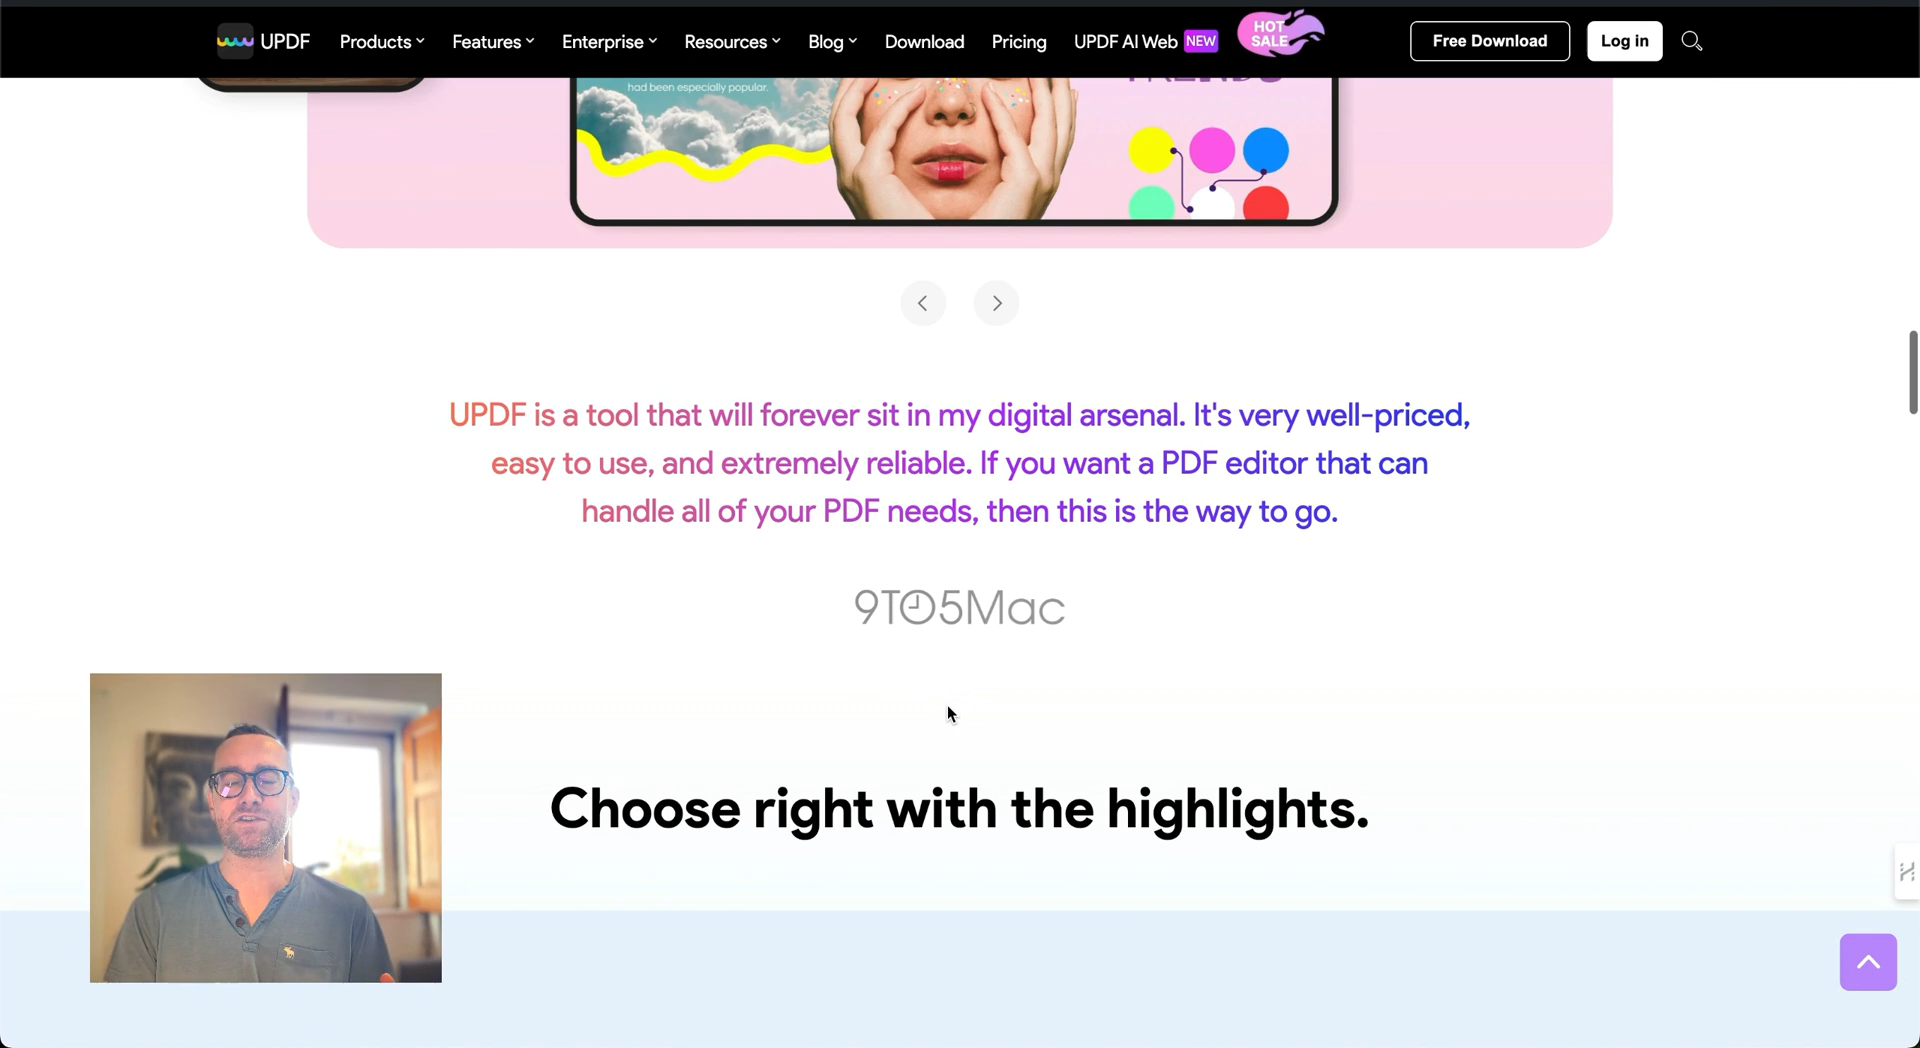 UPDF Products Features Enterprise Resources Blog Download Pricing UPDF AI Web NEW HOT SALE Free Download Log in
had been especially popular.
UPDF is a tool that will forever sit in my digital arsenal. It's very well-priced,
easy to use, and extremely reliable. If you want a PDF editor that can
handle all of your PDF needs, then this is the way to go.
9TO5Mac
Choose right with the highlights.